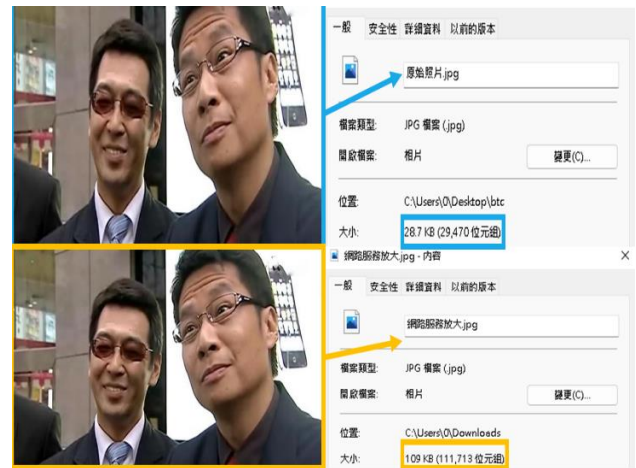 一般 安全性 詳細資料 以前的版本
原始照片.jpg
檔案類型: JPG 檔案 (.jpg)
開啟檔案: 相片 變更(C)...
位置: C:\Users\0\Desktop\btc
大小: 28.7 KB (29,470 位元組)
網路服務放大.jpg - 內容
一般 安全性 詳細資料 以前的版本
網路服務放大.jpg
檔案類型: JPG 檔案 (.jpg)
開啟檔案: 相片 變更(C)...
位置: C:\Users\0\Downloads
大小: 109 KB (111,713 位元組)